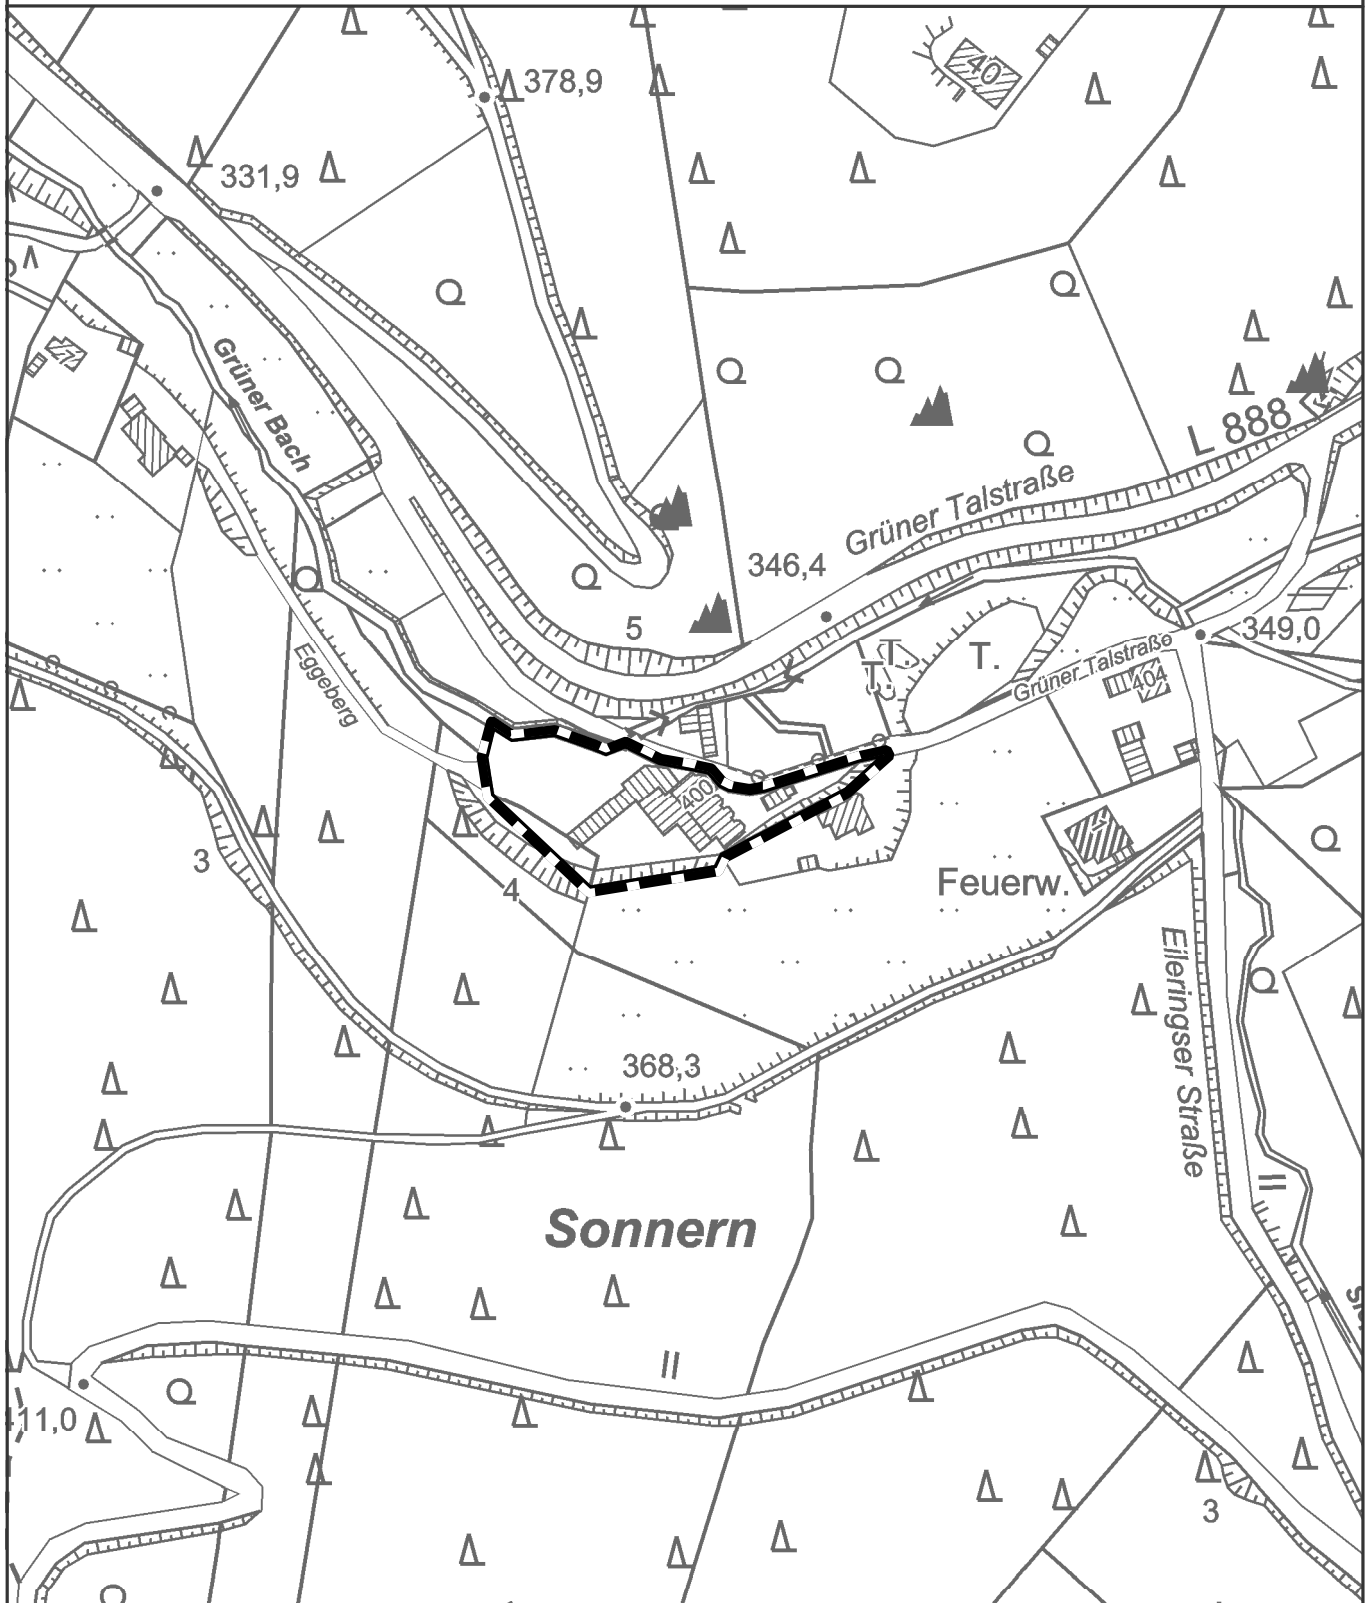 378,9
40
331,9
Grüner Bach
L 888
Grüner Talstraße
346,4
5
349,0
T.
T.
T.
Grüner Talstraße
404
Eggeberg
400
3
4
Feuerw.
Eileringser Straße
368,3
Sonnern
II
II
411,0
3